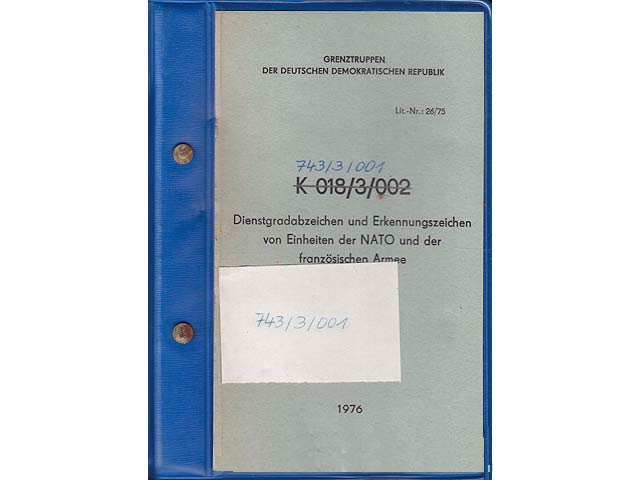 GRENZTRUPPEN
DER DEUTSCHEN DEMOKRATISCHEN REPUBLIK
Lit.-Nr.: 26/75
743/3/001
K 018/3/002
Dienstgradabzeichen und Erkennungszeichen
von Einheiten der NATO und der
französischen Armee
743/3/001
1976